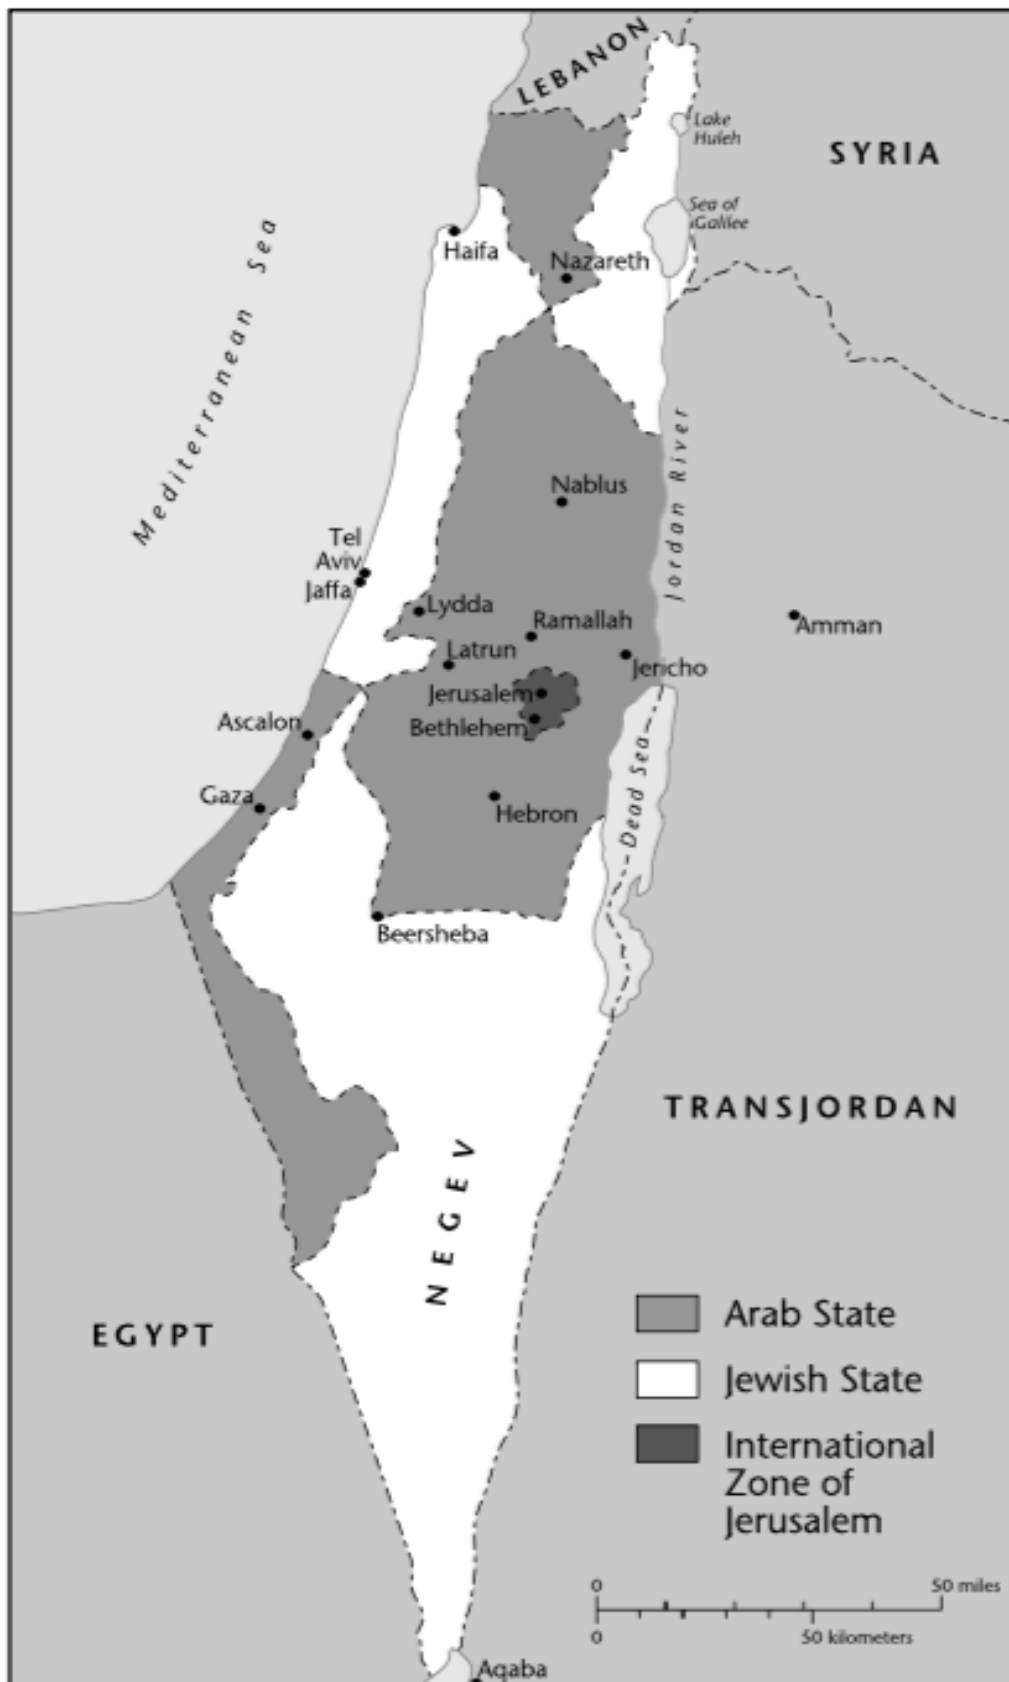 LEBANON
Lake
Huleh
SYRIA
Sea of
Galilee
Haifa
Nazareth
Mediterranean Sea
Nablus
Jordan River
Tel
Aviv
Jaffa
Lydda
Ramallah
Amman
Latrun
Jericho
Jerusalem
Ascalon
Bethlehem
Dead Sea
Gaza
Hebron
Beersheba
TRANSJORDAN
NEGEV
EGYPT
Arab State
Jewish State
International
Zone of
Jerusalem
0 50 miles
0 50 kilometers
Aqaba